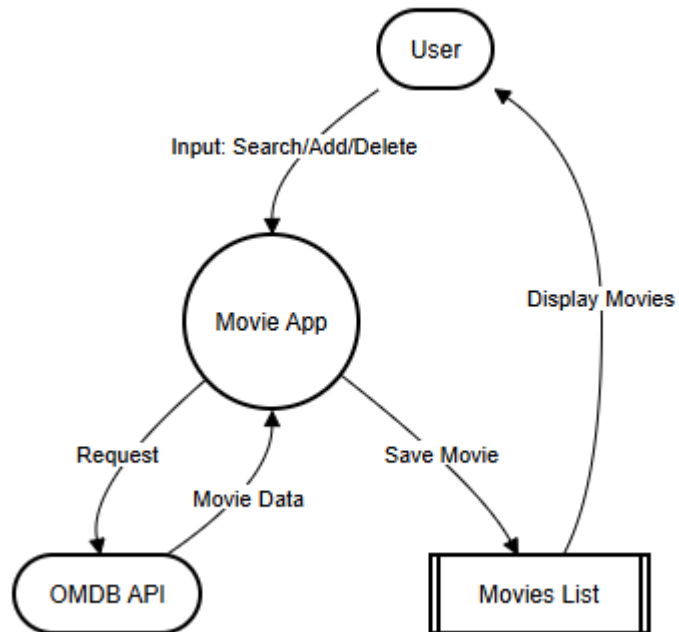 User
Input: Search/Add/Delete
Display Movies
Movie App
Request
Save Movie
Movie Data
OMDB API
Movies List